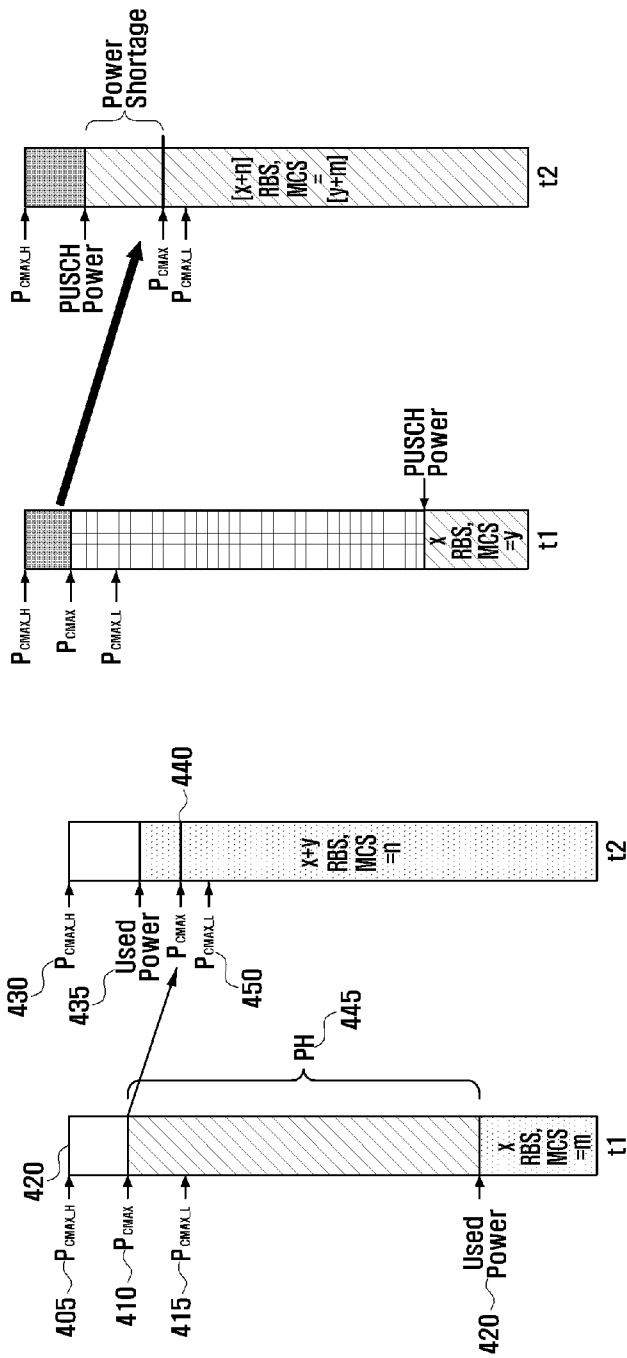 420
405 P_CMAX_H
410 P_CMAX
415 P_CMAX_L
PH 445
Used
Power
420
x
RBS,
MCS
=m
t1
430 P_CMAX_H
435 Used
Power
P_CMAX
440
P_CMAX_L
450
x+y
RBS,
MCS
=n
t2
P_CMAX_H
P_CMAX
P_CMAX_L
PUSCH
Power
x
RBS,
MCS
=y
t1
P_CMAX_H
PUSCH
Power
Power
Shortage
P_CMAX
P_CMAX_L
[x+n]
RBS,
MCS
=
[y+m]
t2